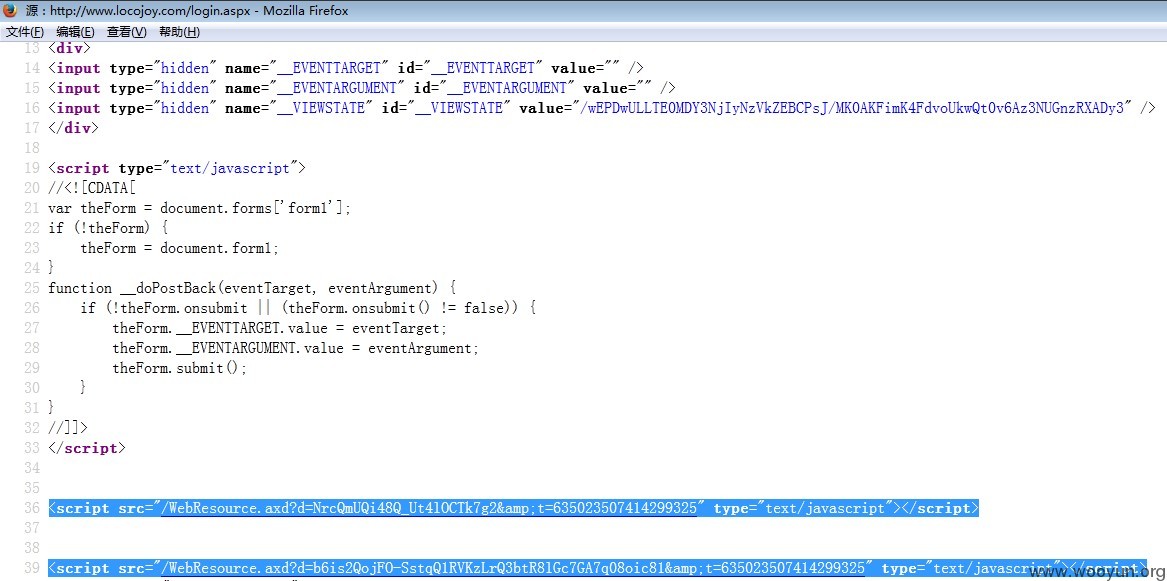 源 : http://www.locojoy.com/login.aspx - Mozilla Firefox
文件(F) 编辑(E) 查看(V) 帮助(H)
13 <div>
14 <input type="hidden" name="__EVENTTARGET" id="__EVENTTARGET" value="" />
15 <input type="hidden" name="__EVENTARGUMENT" id="__EVENTARGUMENT" value="" />
16 <input type="hidden" name="__VIEWSTATE" id="__VIEWSTATE" value="/wEPDwULLTE0MDY3NjIyNzVkZEBCPsJ/MKOAKFimK4FdvoUkwQt0v6Az3NUGnzRXADy3" />
17 </div>
18
19 <script type="text/javascript">
20 //<![CDATA[
21 var theForm = document.forms['form1'];
22 if (!theForm) {
23     theForm = document.form1;
24 }
25 function __doPostBack(eventTarget, eventArgument) {
26     if (!theForm.onsubmit || (theForm.onsubmit() != false)) {
27         theForm.__EVENTTARGET.value = eventTarget;
28         theForm.__EVENTARGUMENT.value = eventArgument;
29         theForm.submit();
30     }
31 }
32 //]]>
33 </script>
34
35
36 <script src="/WebResource.axd?d=NrcQmUQi48Q_Ut4lOCTk7g2&amp;t=635023507414299325" type="text/javascript"></script>
37
38
39 <script src="/WebResource.axd?d=b6is2QojFO-SstqQ1RVKzLrQ3btR8lGc7GA7q08oic81&amp;t=635023507414299325" type="text/javascript"></script>
www.wooyun.org